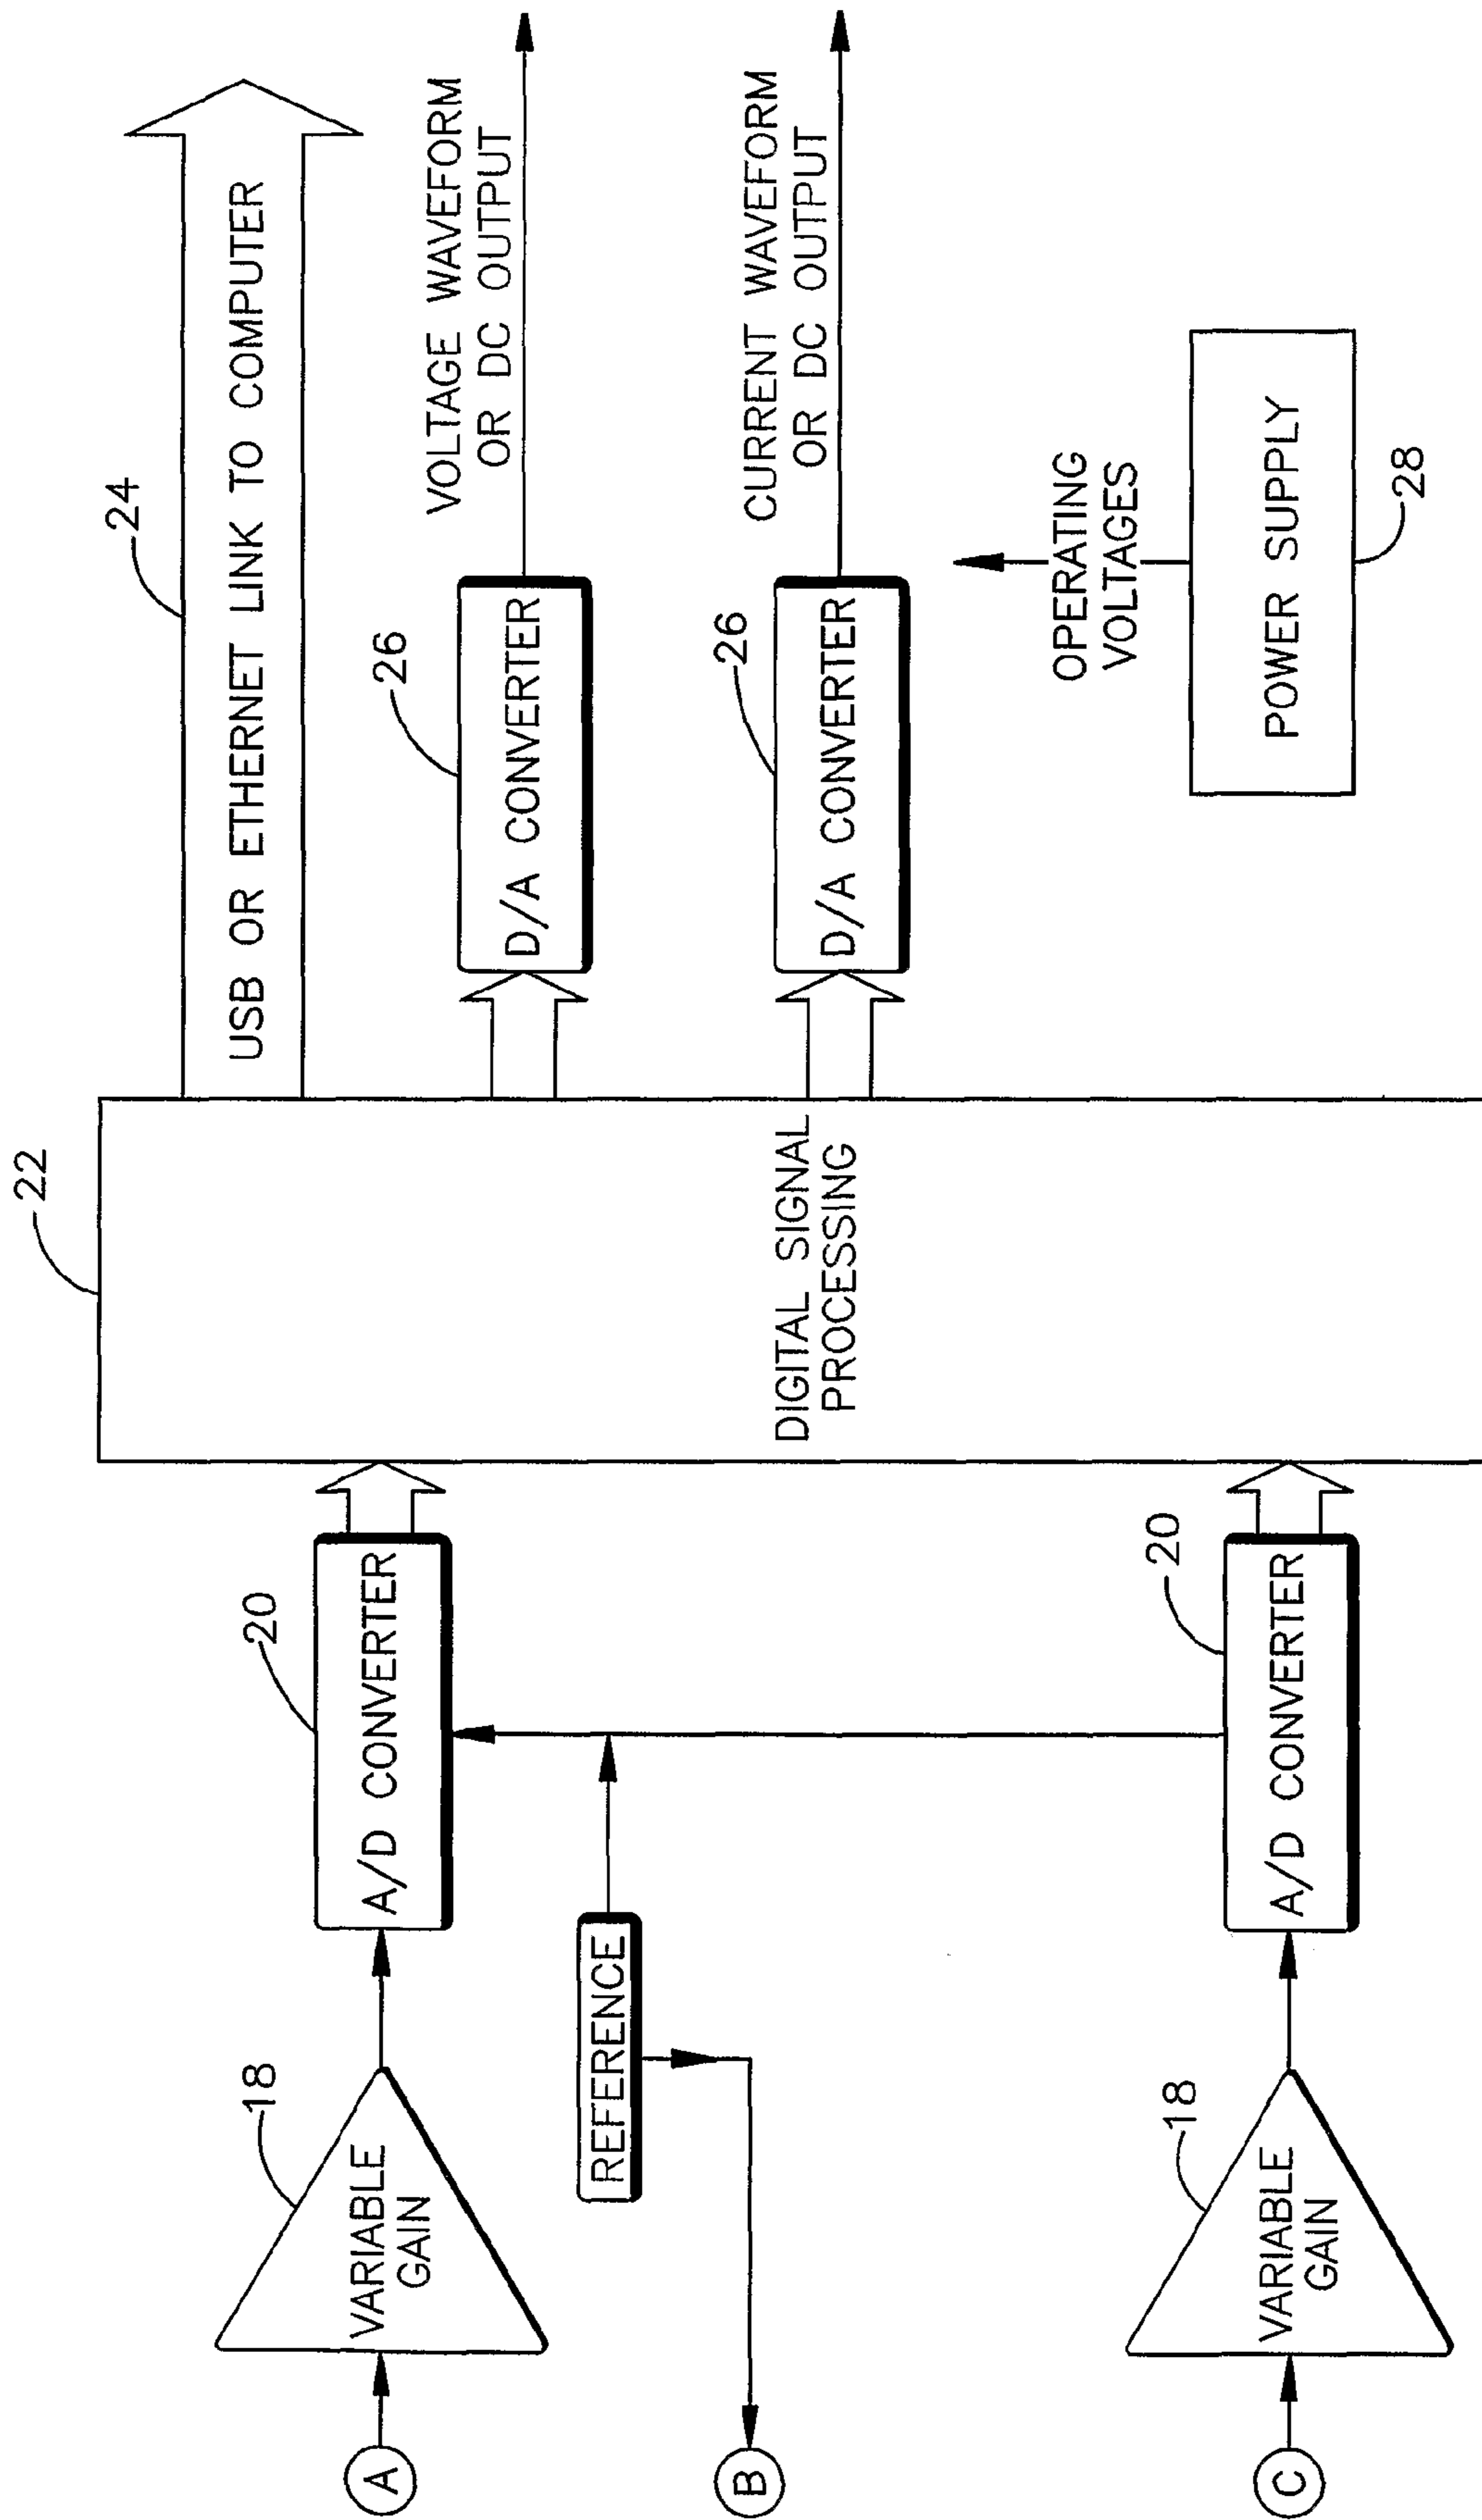 22
24
USB OR ETHERNET LINK TO COMPUTER
20
A/D CONVERTER
18
VARIABLE
GAIN
A
26
D/A CONVERTER
VOLTAGE WAVEFORM
OR DC OUTPUT
REFERENCE
B
DIGITAL SIGNAL
PROCESSING
26
D/A CONVERTER
CURRENT WAVEFORM
OR DC OUTPUT
OPERATING
VOLTAGES
POWER SUPPLY
28
20
A/D CONVERTER
18
VARIABLE
GAIN
C